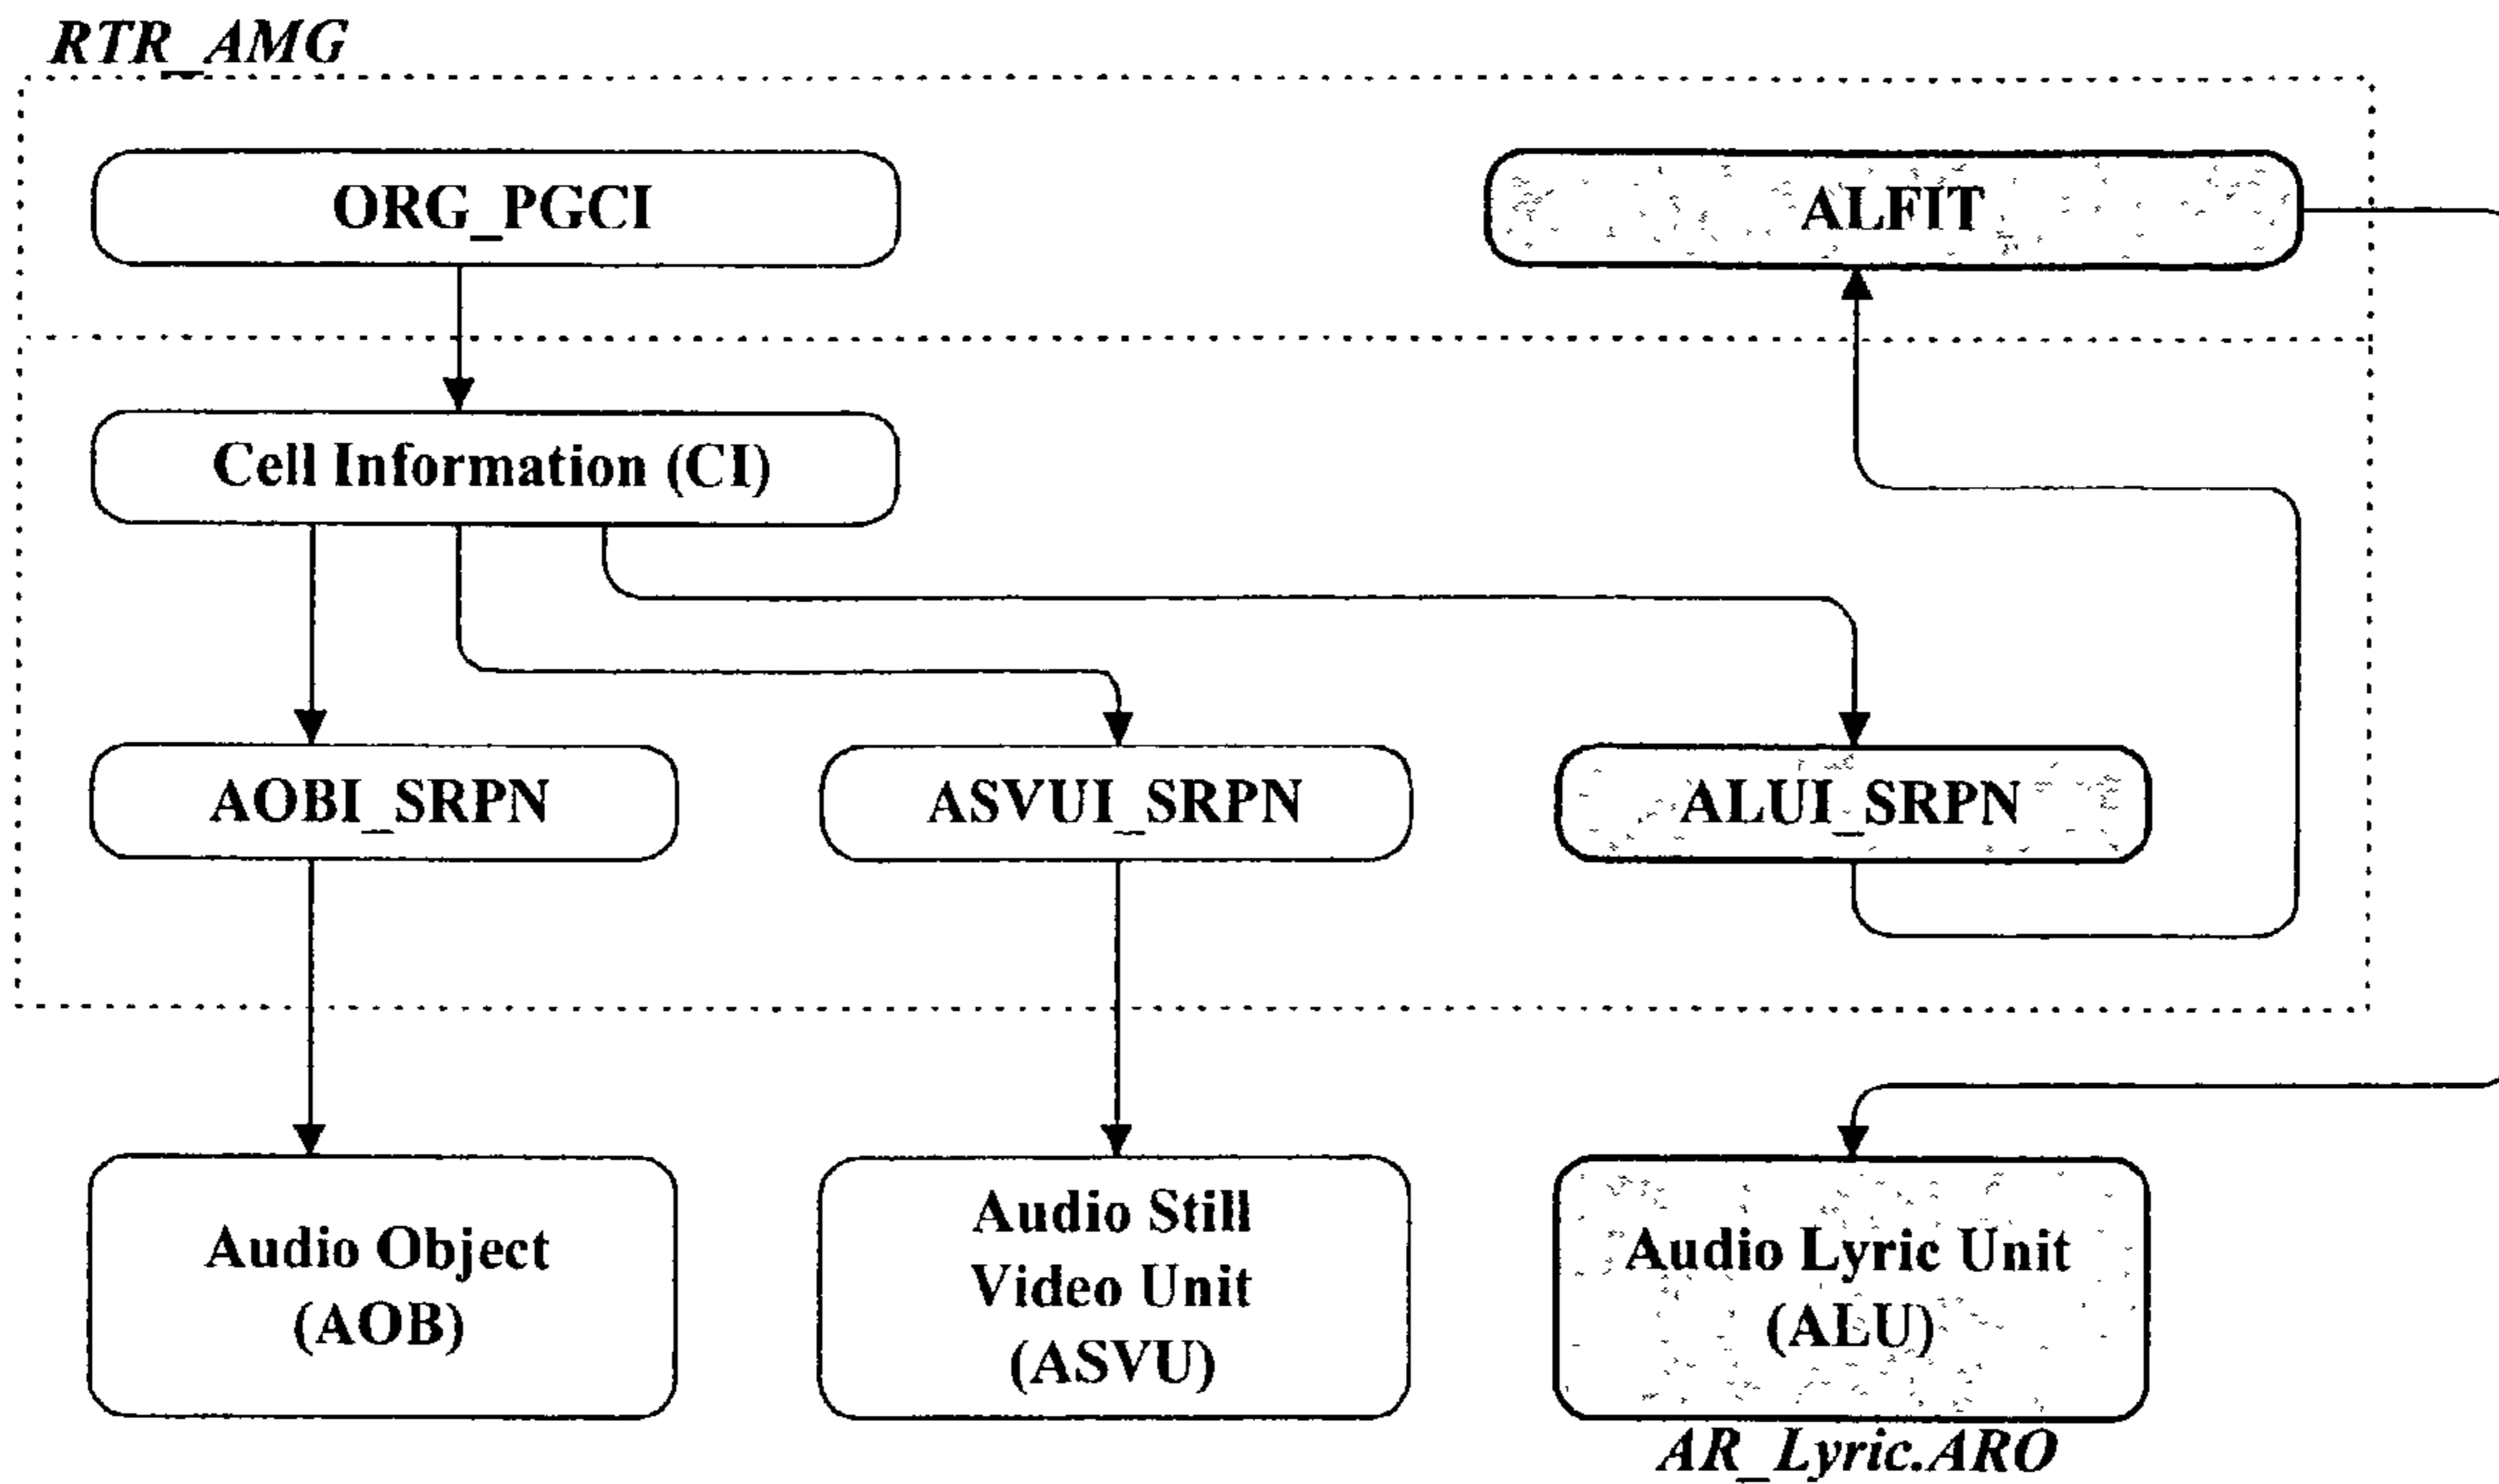 RTR_AMG
ORG_PGCI
ALFIT
Cell Information (CI)
AOBI_SRPN
ASVUI_SRPN
ALUI_SRPN
Audio Object
(AOB)
Audio Still
Video Unit
(ASVU)
Audio Lyric Unit
(ALU)
AR_Lyric.ARO